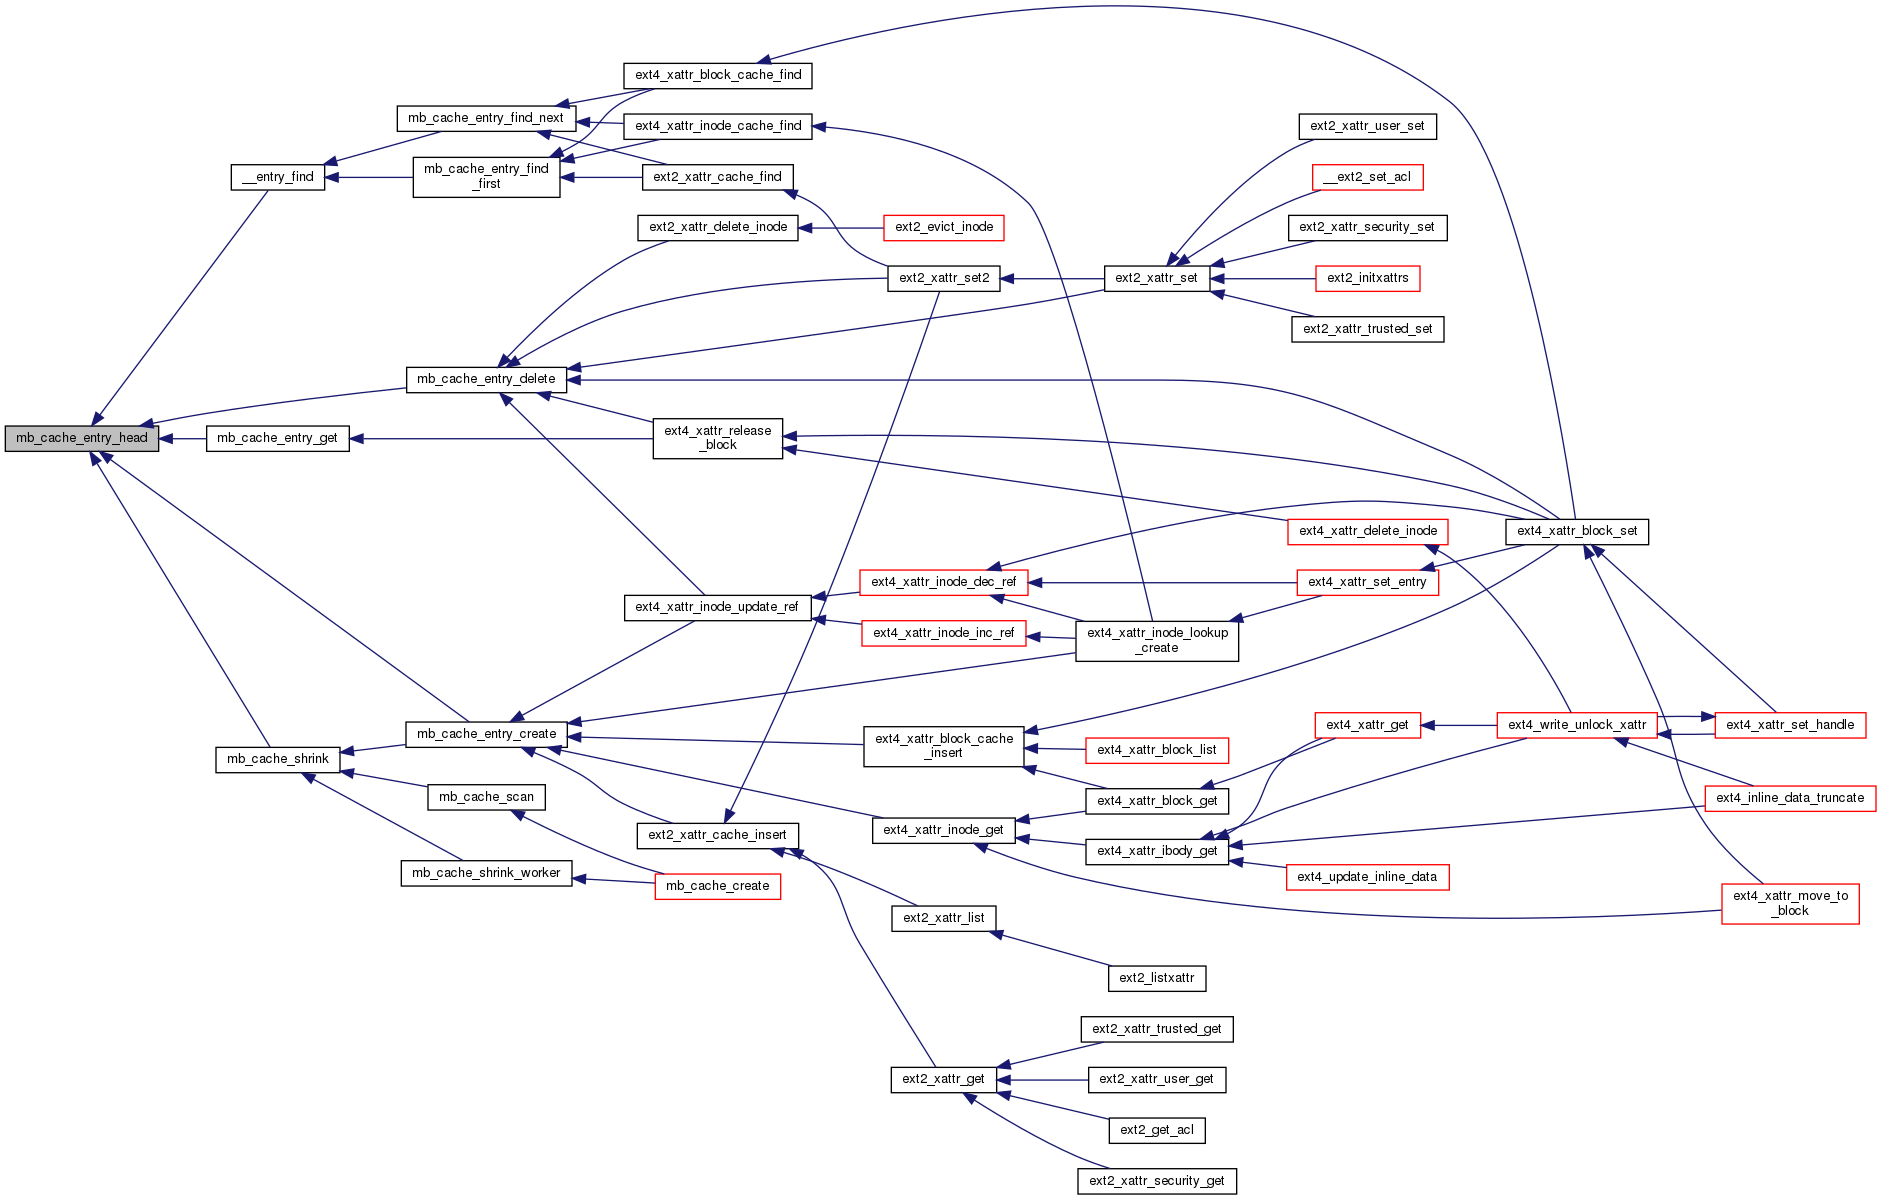 ext4_xattr_block_cache_find
mb_cache_entry_find_next
ext4_xattr_inode_cache_find
ext2_xattr_user_set
__entry_find
mb_cache_entry_find
_first
ext2_xattr_cache_find
__ext2_set_acl
ext2_xattr_delete_inode
ext2_evict_inode
ext2_xattr_security_set
ext2_xattr_set2
ext2_xattr_set
ext2_initxattrs
ext2_xattr_trusted_set
mb_cache_entry_delete
mb_cache_entry_head
mb_cache_entry_get
ext4_xattr_release
_block
ext4_xattr_delete_inode
ext4_xattr_block_set
ext4_xattr_inode_dec_ref
ext4_xattr_set_entry
ext4_xattr_inode_update_ref
ext4_xattr_inode_inc_ref
ext4_xattr_inode_lookup
_create
mb_cache_entry_create
ext4_xattr_block_cache
_insert
ext4_xattr_get
ext4_write_unlock_xattr
ext4_xattr_set_handle
mb_cache_shrink
ext4_xattr_block_list
mb_cache_scan
ext4_xattr_block_get
ext4_inline_data_truncate
ext2_xattr_cache_insert
ext4_xattr_inode_get
ext4_xattr_ibody_get
mb_cache_shrink_worker
mb_cache_create
ext4_update_inline_data
ext4_xattr_move_to
_block
ext2_xattr_list
ext2_listxattr
ext2_xattr_trusted_get
ext2_xattr_get
ext2_xattr_user_get
ext2_get_acl
ext2_xattr_security_get